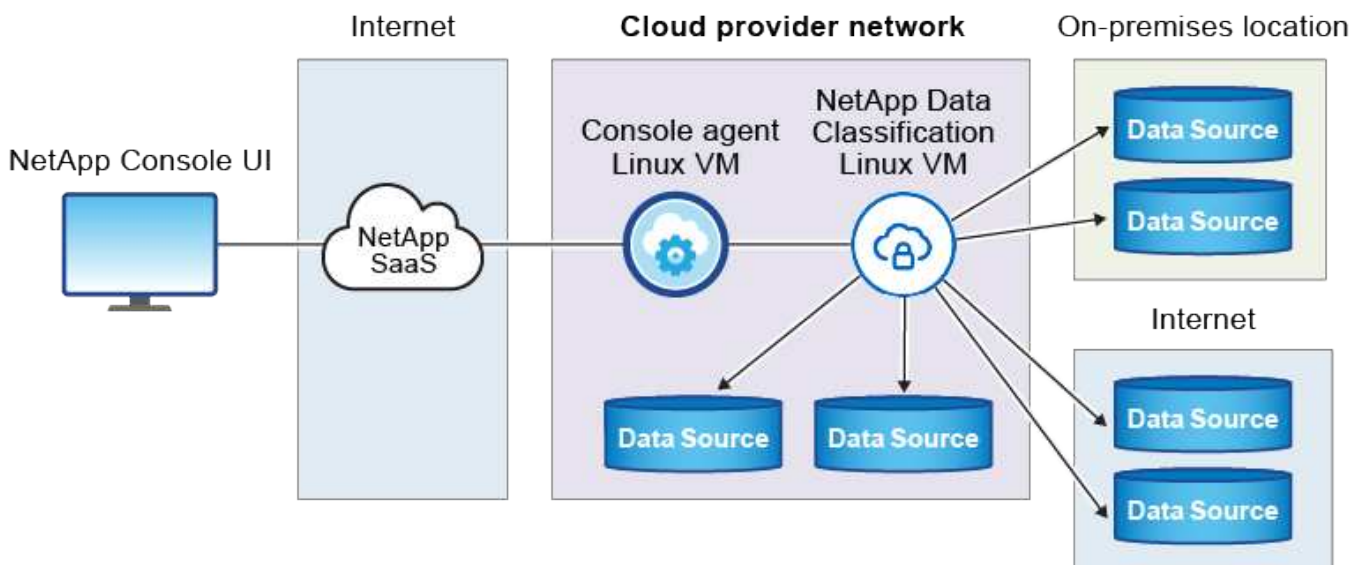 Internet
Cloud provider network
On-premises location
NetApp Console UI
NetApp
SaaS
Console agent
Linux VM
NetApp Data
Classification
Linux VM
Data Source
Data Source
Data Source
Data Source
Internet
Data Source
Data Source